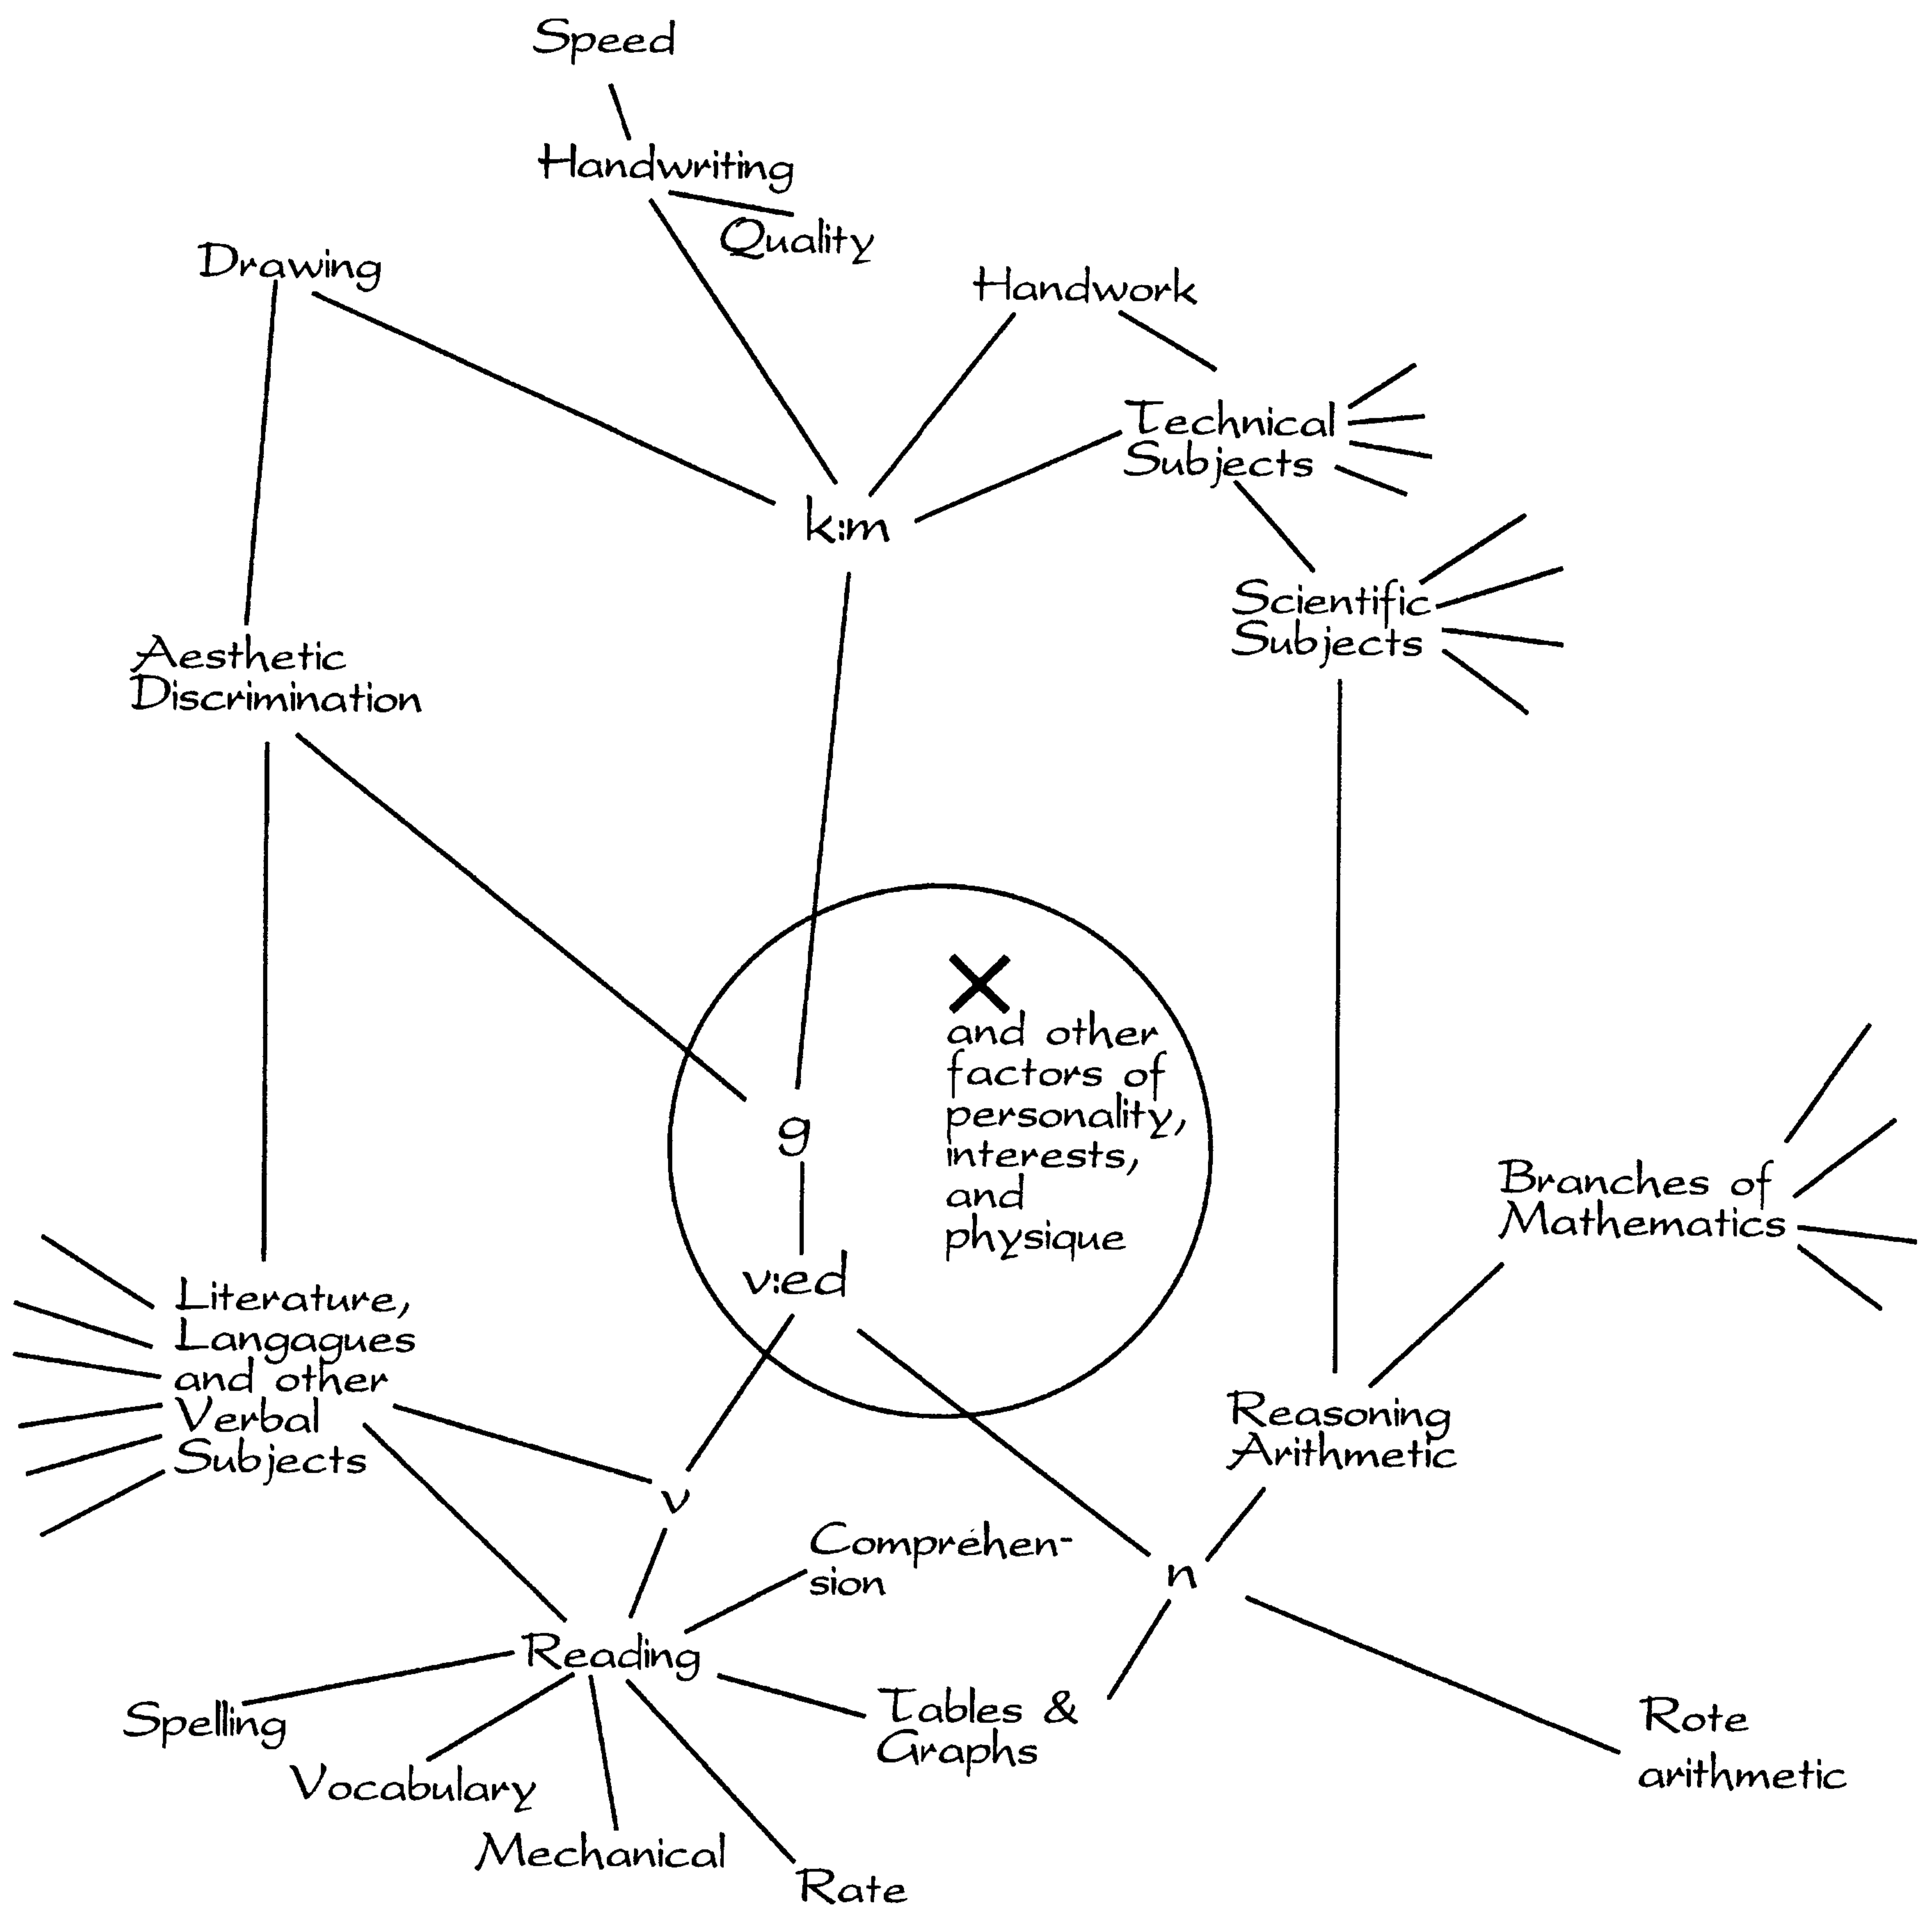 Speed
Handwriting
Quality
Drawing
Handwork
Technical
Subjects
k:m
Scientific
Subjects
Aesthetic
Discrimination
X
and other
factors of
personality,
interests,
and
physique
g
v:ed
Branches of
Mathematics
Literature,
Langagues
and other
Verbal
Subjects
Reasoning
Arithmetic
v
Comprehen-
sion
n
Reading
Tables &
Graphs
Spelling
Vocabulary
Mechanical
Rate
Rote
arithmetic